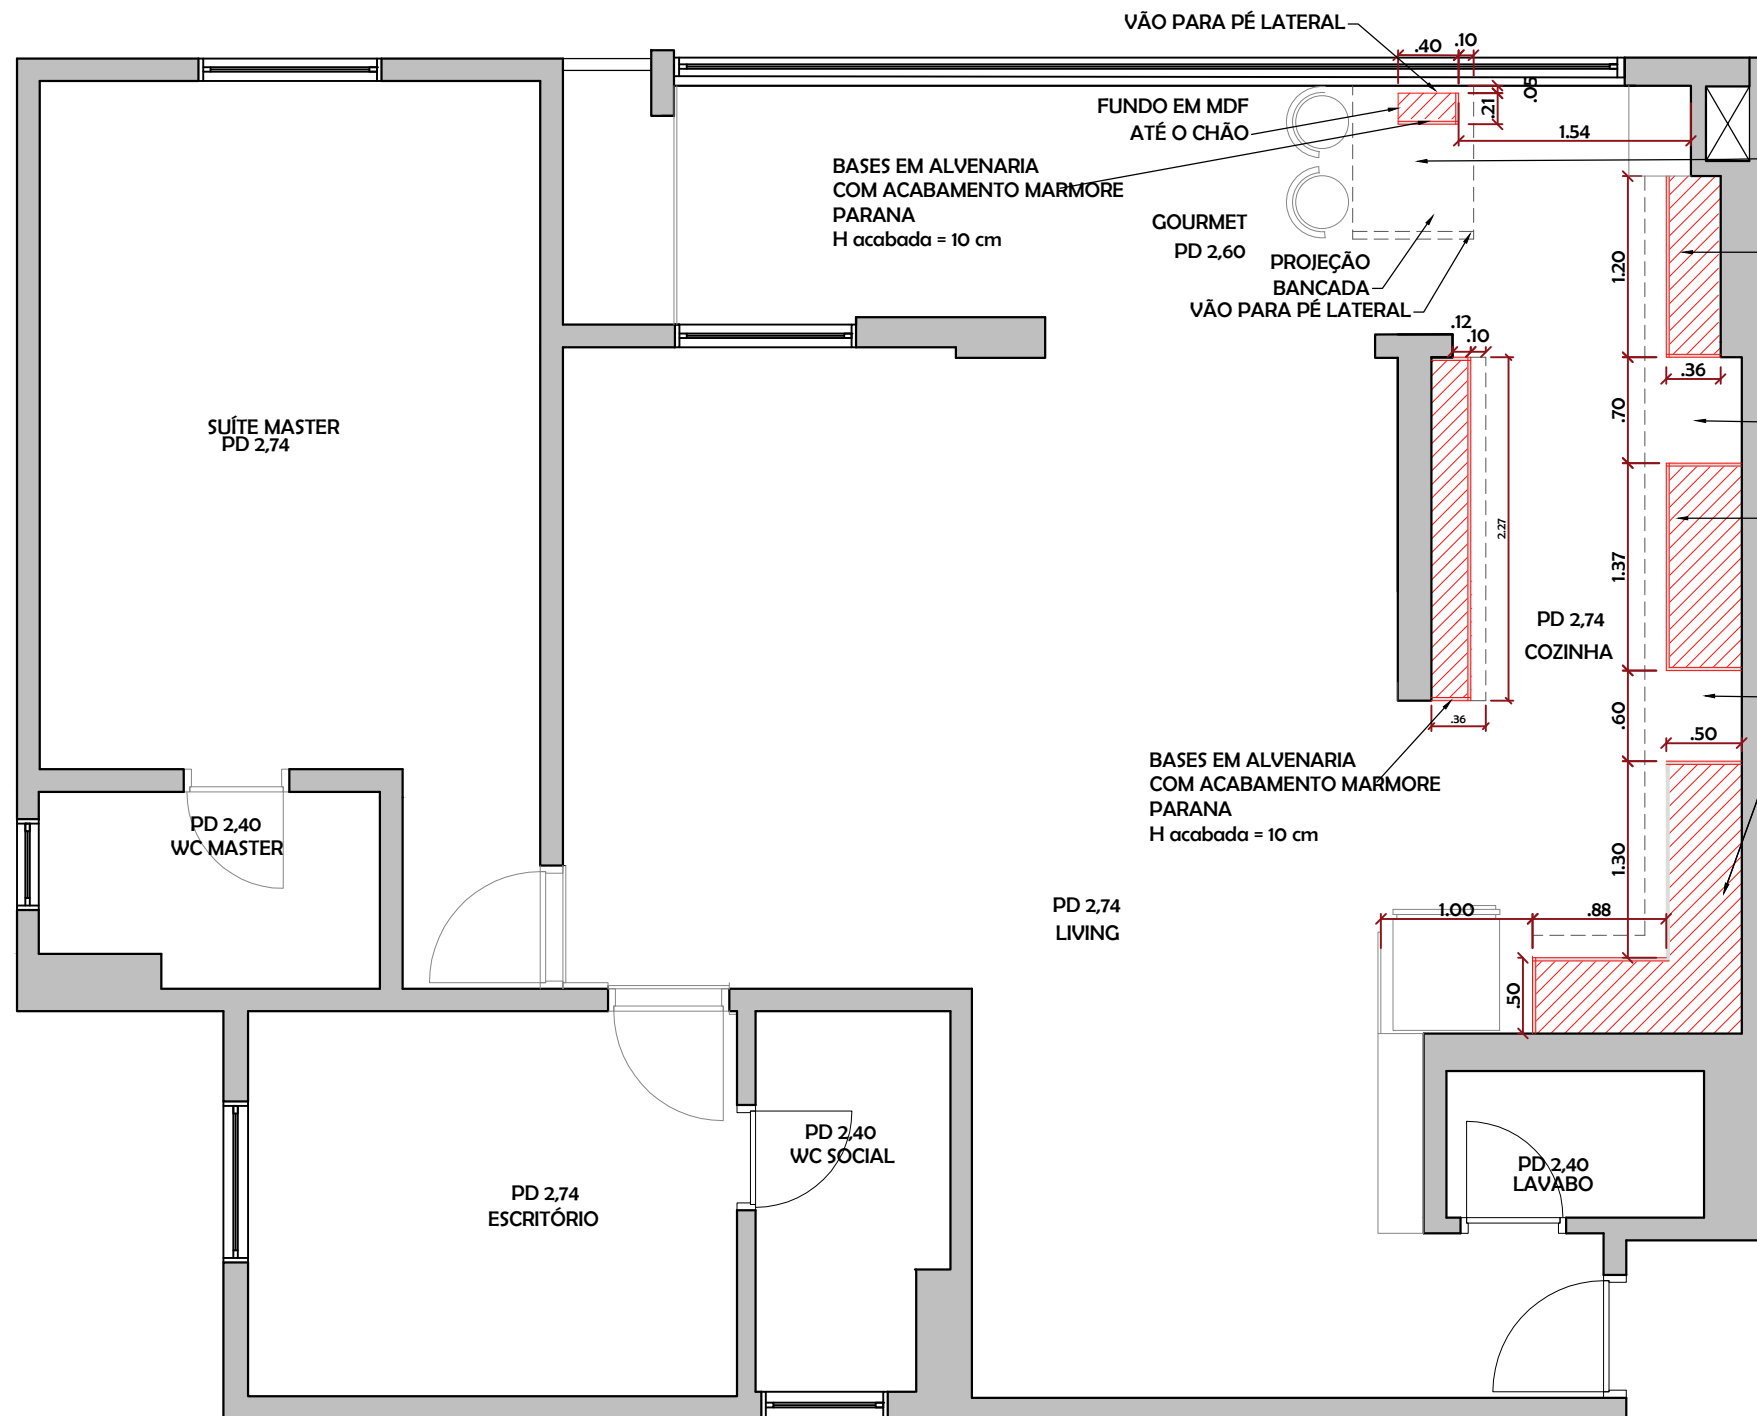 VÃO PARA PÉ LATERAL
.40
.10
FUNDO EM MDF
ATÉ O CHÃO
.21
.05
1.54
BASES EM ALVENARIA
COM ACABAMENTO MARMORE
PARANA
H acabada = 10 cm
GOURMET
PD 2,60
PROJEÇÃO
BANCADA
VÃO PARA PÉ LATERAL
1.20
.12
.10
.36
SUÍTE MASTER
PD 2,74
.70
2.27
1.37
PD 2,74
COZINHA
.36
.60
.50
BASES EM ALVENARIA
COM ACABAMENTO MARMORE
PARANA
H acabada = 10 cm
PD 2,40
WC MASTER
1.30
PD 2,74
LIVING
1.00
.88
.50
PD 2,40
WC SOCIAL
PD 2,40
LAVABO
PD 2,74
ESCRITÓRIO